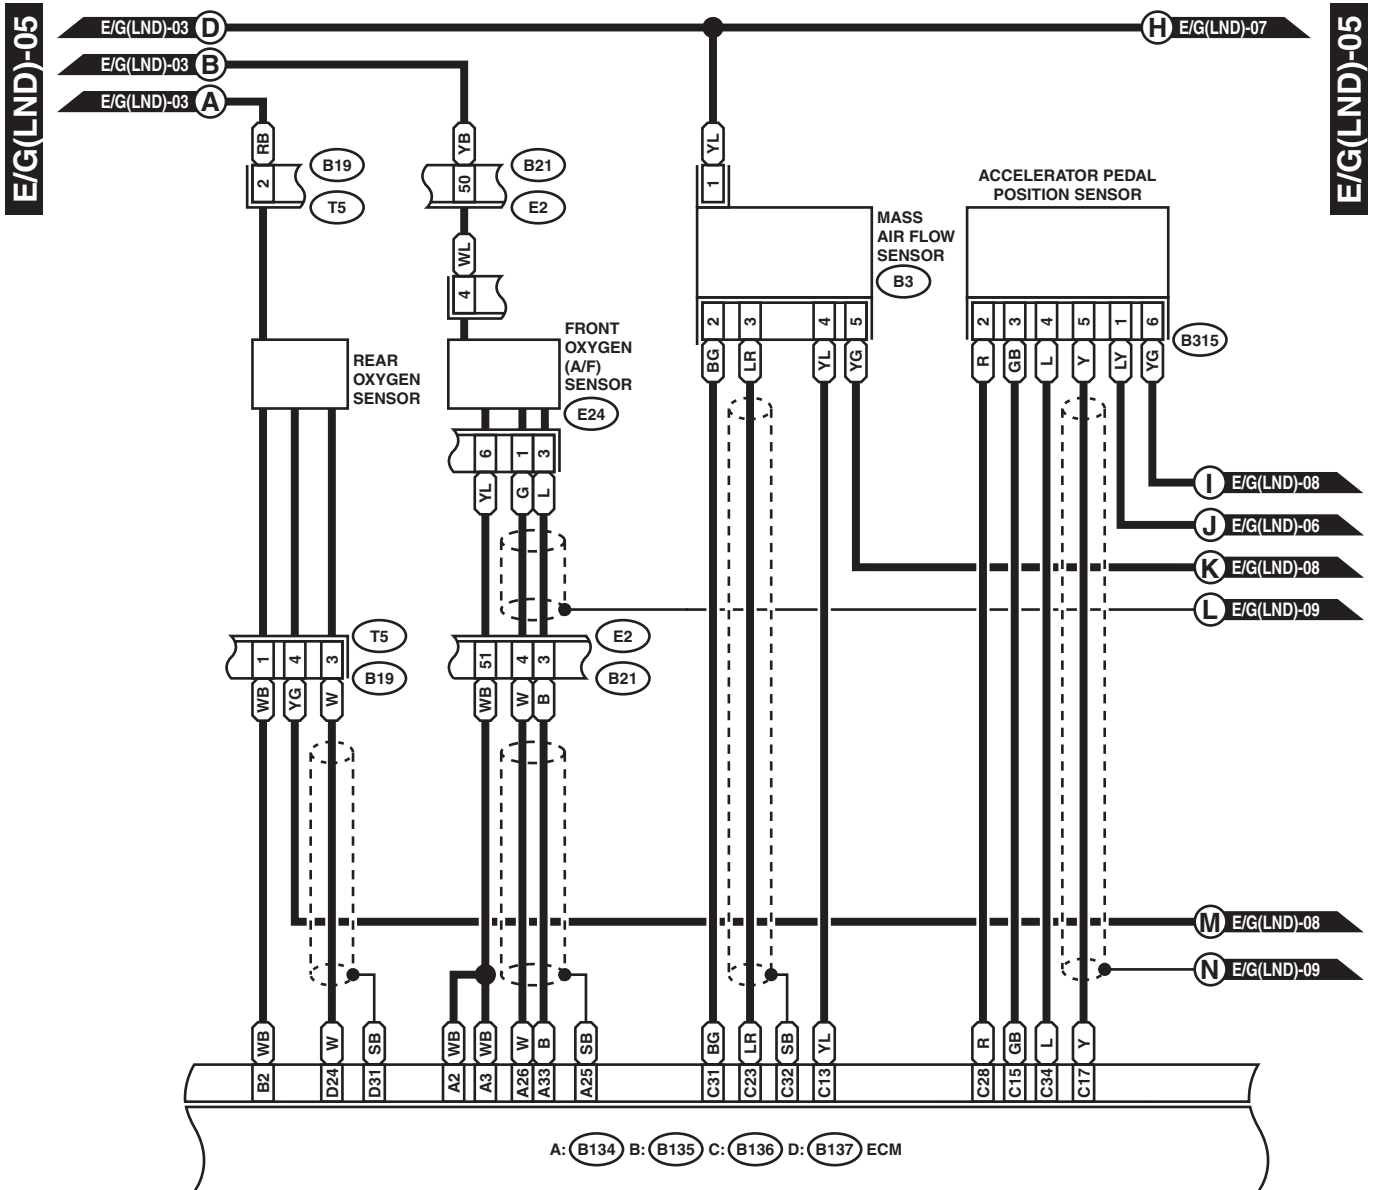 E/G(LND)-05
E/G(LND)-05
E/G(LND)-03 D
H E/G(LND)-07
E/G(LND)-03 B
E/G(LND)-03 A
RB
YB
YL
2
B19
T5
50
B21
E2
1
WL
4
ACCELERATOR PEDAL
POSITION SENSOR
MASS
AIR FLOW
SENSOR
B3
2 3 4 5
2 3 4 5 1 6
B315
BG LR YL YG
R GB L Y LY YG
REAR
OXYGEN
SENSOR
FRONT
OXYGEN
(A/F)
SENSOR
E24
6 1 3
YL G L
I E/G(LND)-08
J E/G(LND)-06
K E/G(LND)-08
L E/G(LND)-09
T5
B19
1 4 3
WB YG W
E2
B21
51 4 3
WB W B
M E/G(LND)-08
N E/G(LND)-09
WB W SB WB WB W B SB BG LR SB YL R GB L Y
B2 D24 D31 A2 A3 A26 A33 A25 C31 C23 C32 C13 C28 C15 C34 C17
A: B134 B: B135 C: B136 D: B137 ECM